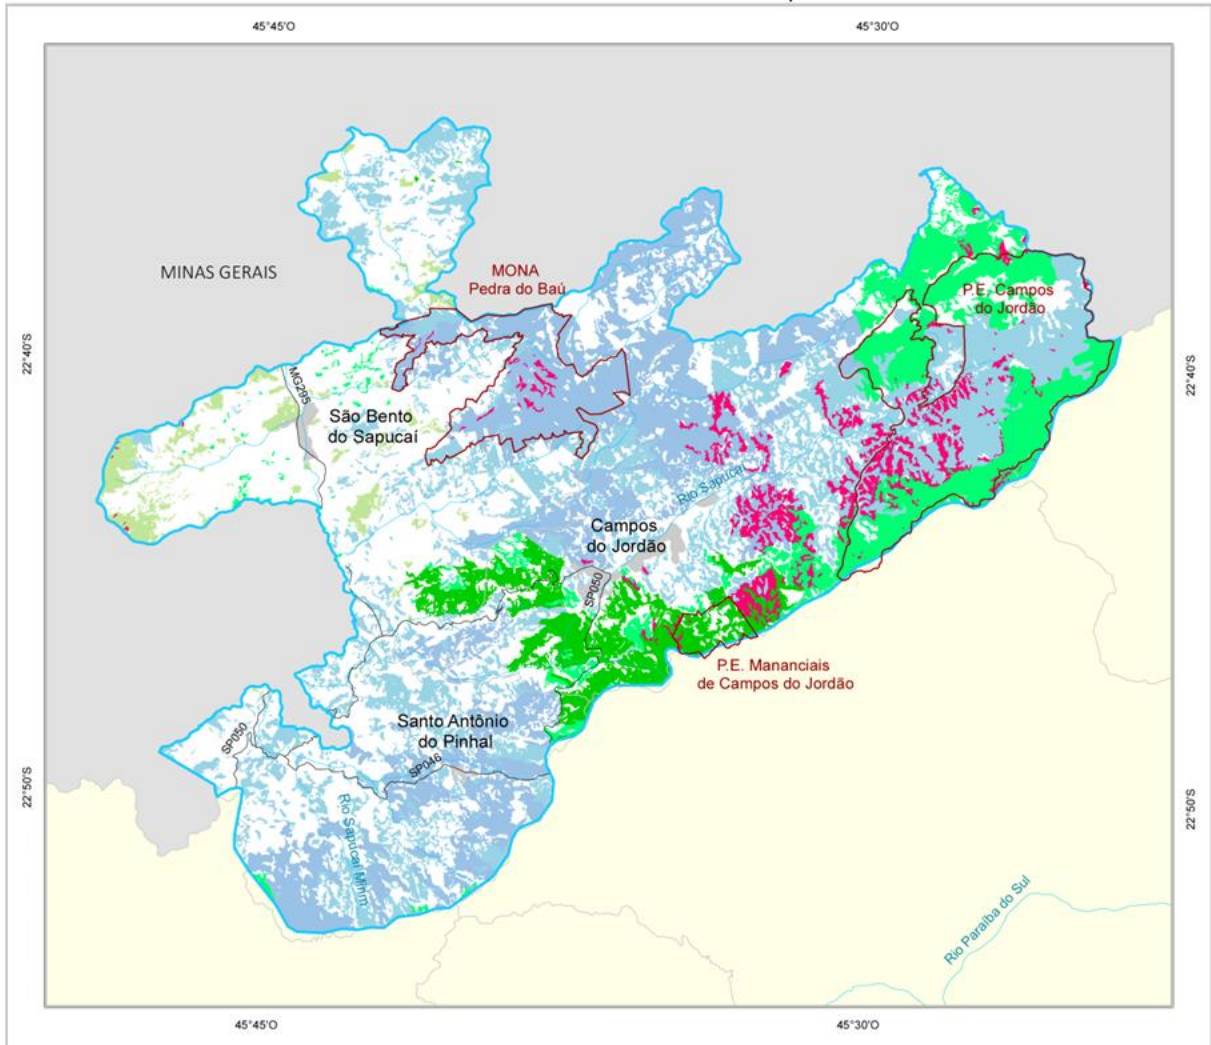 45°45'O
45°30'O
MINAS GERAIS
MONA
Pedra do Baú
P.E. Campos
do Jordão
22°40'S
22°40'S
MG295
São Bento
do Sapucaí
Rio Sapucaí
Campos
do Jordão
SP050
P.E. Mananciais
de Campos do Jordão
Santo Antônio
do Pinhal
SP050
SP046
22°50'S
22°50'S
Rio Sapucaí Mirim
Rio Paraíba do Sul
45°45'O
45°30'O